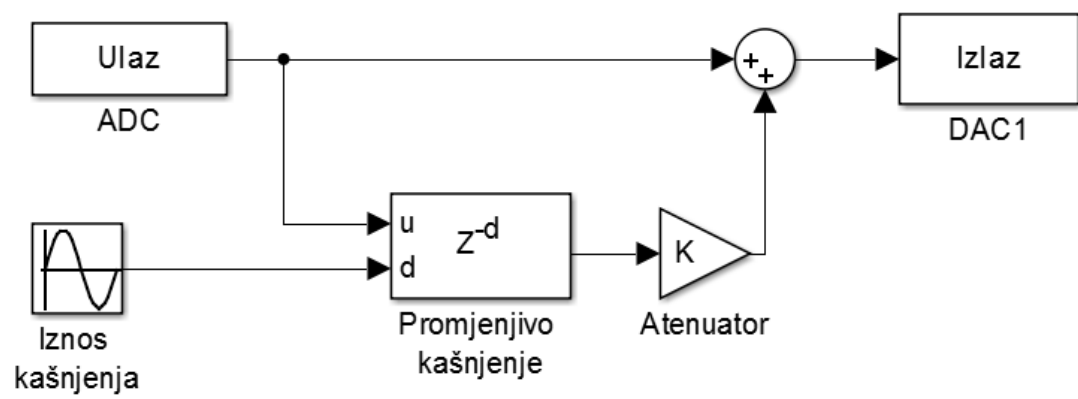 Ulaz
ADC
+
+
Izlaz
DAC1
u
d
Z^-d
K
Iznos
kašnjenja
Promjenjivo
kašnjenje
Atenuator